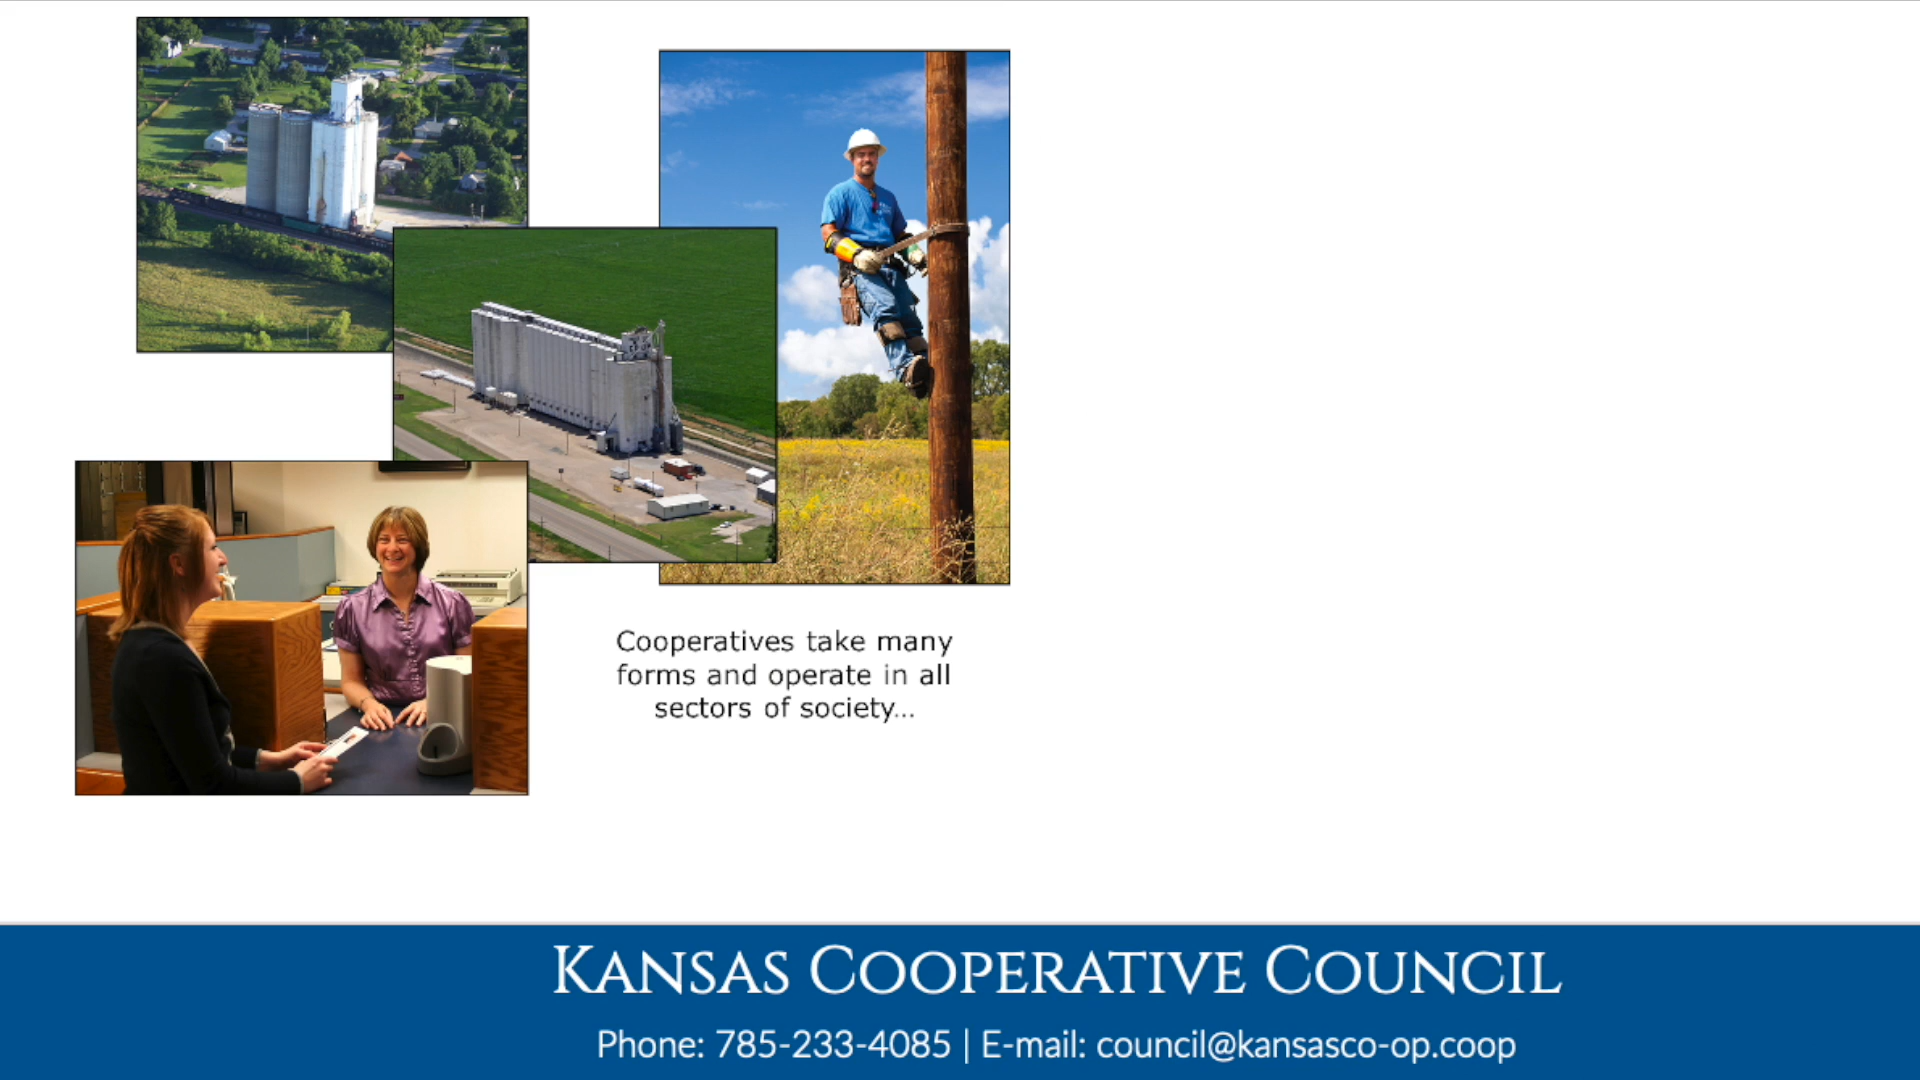 Cooperatives take many
forms and operate in all
sectors of society...
KANSAS COOPERATIVE COUNCIL
Phone: 785-233-4085 | E-mail: council@kansasco-op.coop